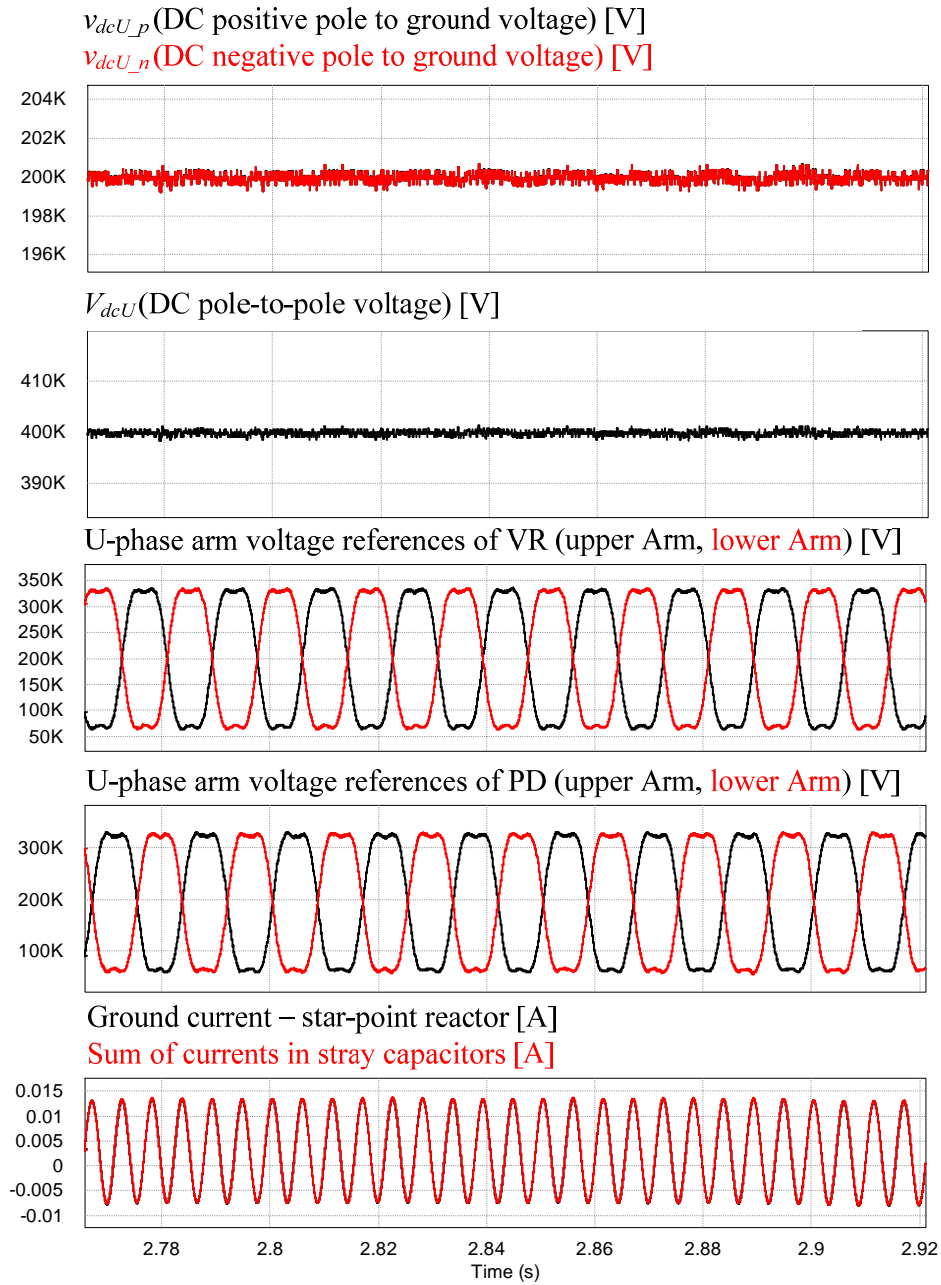 vdcU_p (DC positive pole to ground voltage) [V]
vdcU_n (DC negative pole to ground voltage) [V]
204K
202K
200K
198K
196K
VdcU (DC pole-to-pole voltage) [V]
410K
400K
390K
U-phase arm voltage references of VR (upper Arm, lower Arm) [V]
350K
300K
250K
200K
150K
100K
50K
U-phase arm voltage references of PD (upper Arm, lower Arm) [V]
300K
200K
100K
Ground current – star-point reactor [A]
Sum of currents in stray capacitors [A]
0.015
0.01
0.005
0
-0.005
-0.01
2.78 2.8 2.82 2.84 2.86 2.88 2.9 2.92
Time (s)